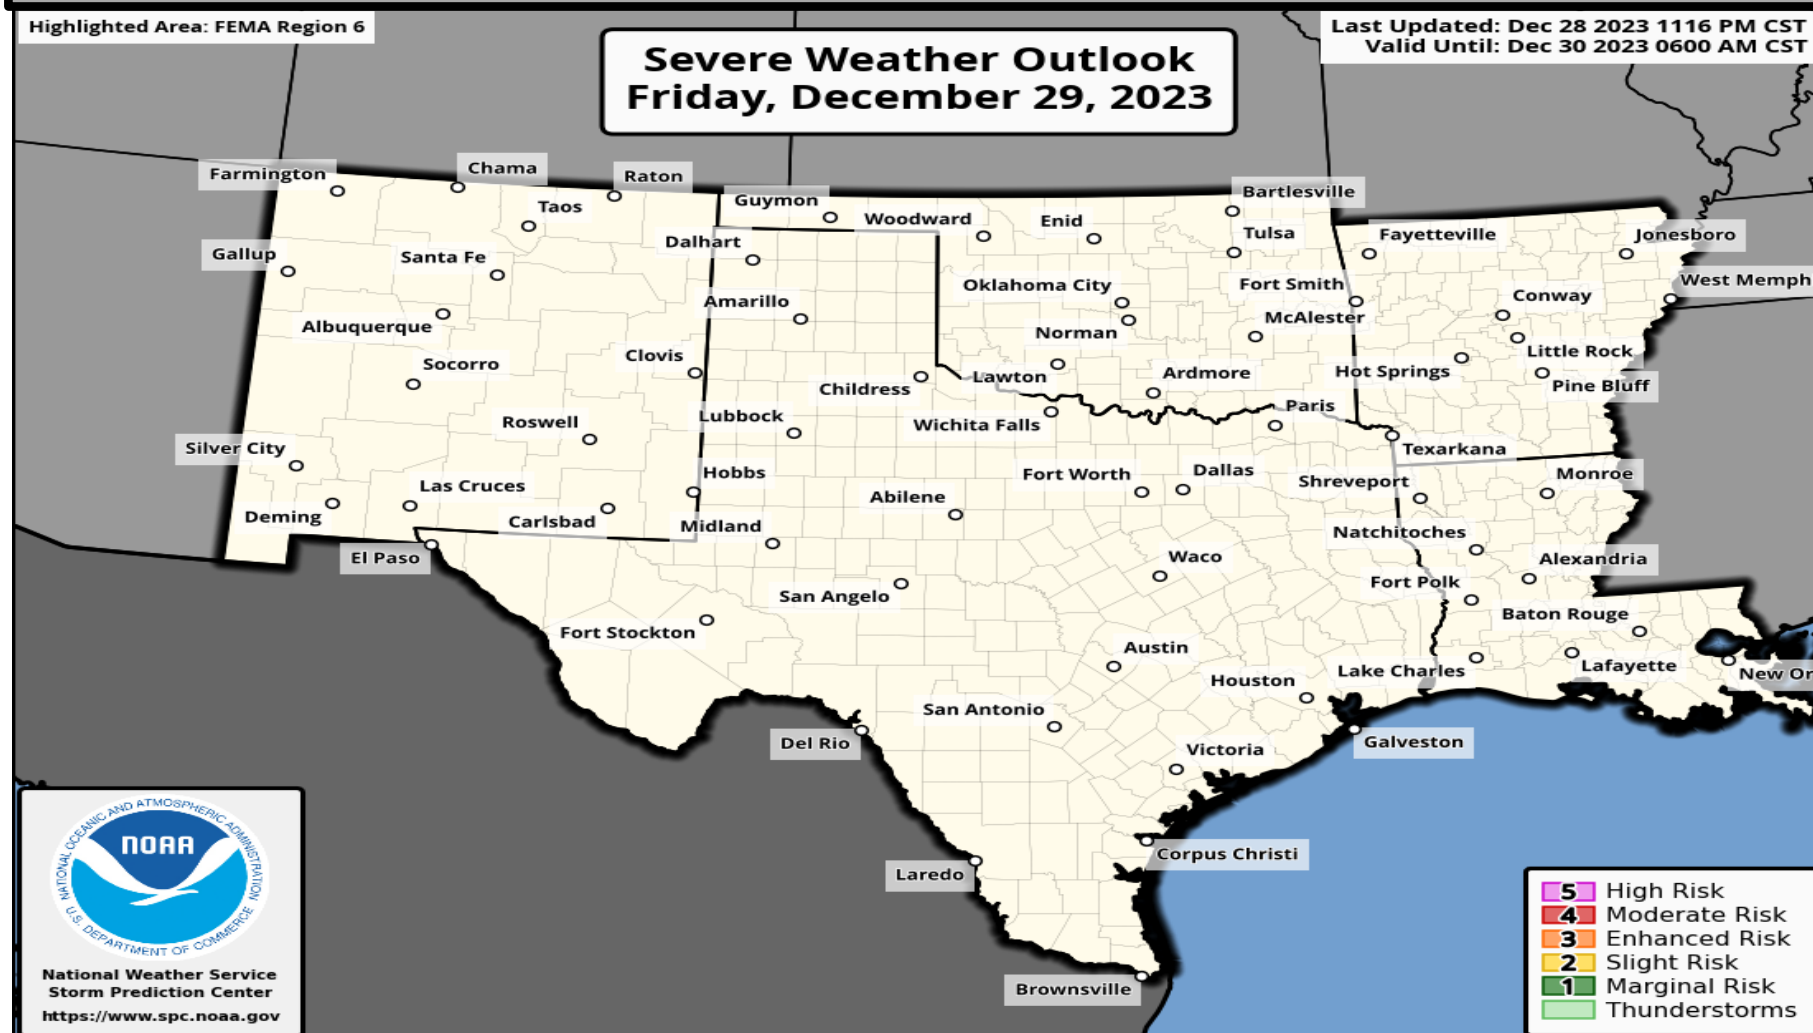 Highlighted Area: FEMA Region 6
Severe Weather Outlook
Friday, December 29, 2023
Last Updated: Dec 28 2023 1116 PM CST
Valid Until: Dec 30 2023 0600 AM CST
Farmington
Chama
Raton
Taos
Guymon
Woodward
Enid
Bartlesville
Tulsa
Fayetteville
Jonesboro
Gallup
Santa Fe
Dalhart
Oklahoma City
Fort Smith
Conway
West Memph
Albuquerque
Amarillo
Norman
McAlester
Little Rock
Socorro
Clovis
Childress
Lawton
Ardmore
Hot Springs
Pine Bluff
Roswell
Lubbock
Wichita Falls
Paris
Texarkana
Silver City
Las Cruces
Hobbs
Abilene
Fort Worth
Dallas
Shreveport
Monroe
Deming
Carlsbad
Midland
Natchitoches
El Paso
Waco
Alexandria
San Angelo
Fort Polk
Fort Stockton
Baton Rouge
Austin
Lake Charles
Lafayette
New Or
Houston
San Antonio
Del Rio
Victoria
Galveston
Laredo
Corpus Christi
Brownsville
NATIONAL OCEANIC AND ATMOSPHERIC ADMINISTRATION
NOAA
U.S. DEPARTMENT OF COMMERCE
National Weather Service
Storm Prediction Center
https://www.spc.noaa.gov
5 High Risk
4 Moderate Risk
3 Enhanced Risk
2 Slight Risk
1 Marginal Risk
Thunderstorms